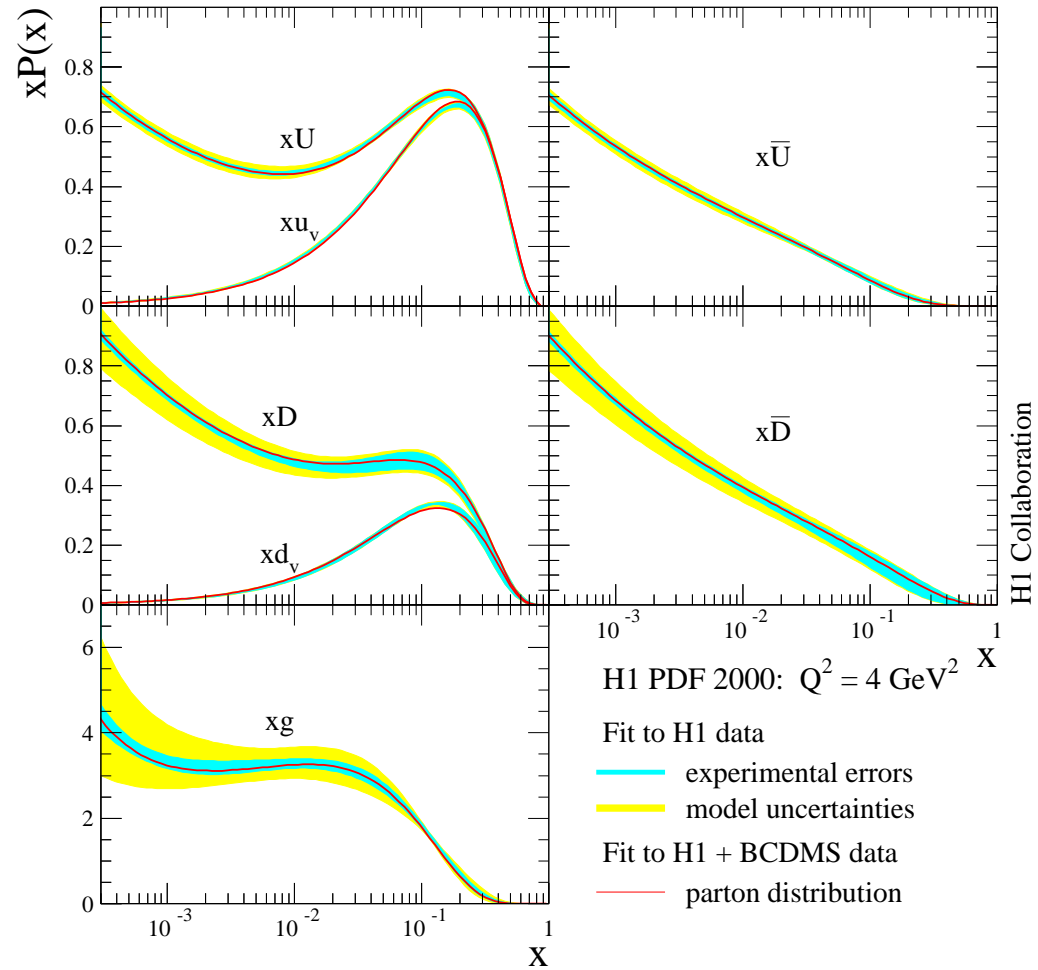 xP(x)
0.8
0.6
0.4
0.2
0
xU
xu_v
xŪ
0.8
0.6
0.4
0.2
0
xD
xd_v
xD̄
10^-3 10^-2 10^-1 1
x
6
4
2
0
xg
10^-3 10^-2 10^-1 1
x
H1 PDF 2000: Q^2 = 4 GeV^2
Fit to H1 data
experimental errors
model uncertainties
Fit to H1 + BCDMS data
parton distribution
H1 Collaboration